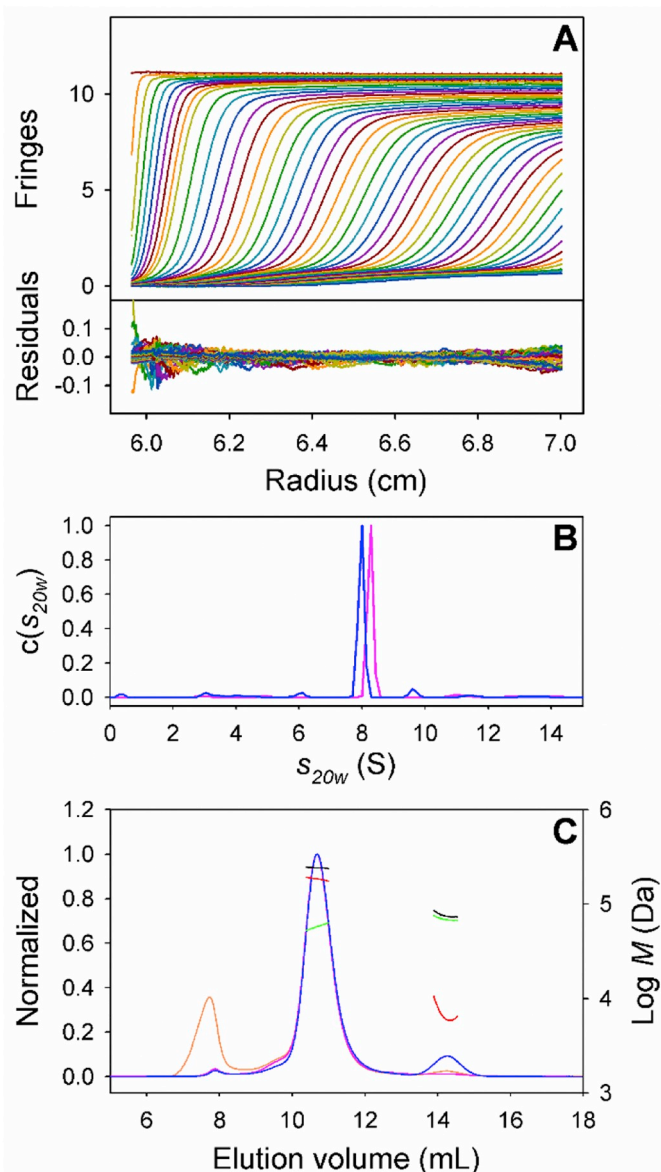 A
10
5
0
Fringes
0.1
0.0
-0.1
Residuals
6.0 6.2 6.4 6.6 6.8 7.0
Radius (cm)
B
1.0
0.8
0.6
0.4
0.2
0.0
c(s20w)
0 2 4 6 8 10 12 14
s20w (S)
C
1.2 6
1.0
0.8 5
0.6
0.4 4
0.2
0.0 3
Normalized
Log M (Da)
6 8 10 12 14 16 18
Elution volume (mL)